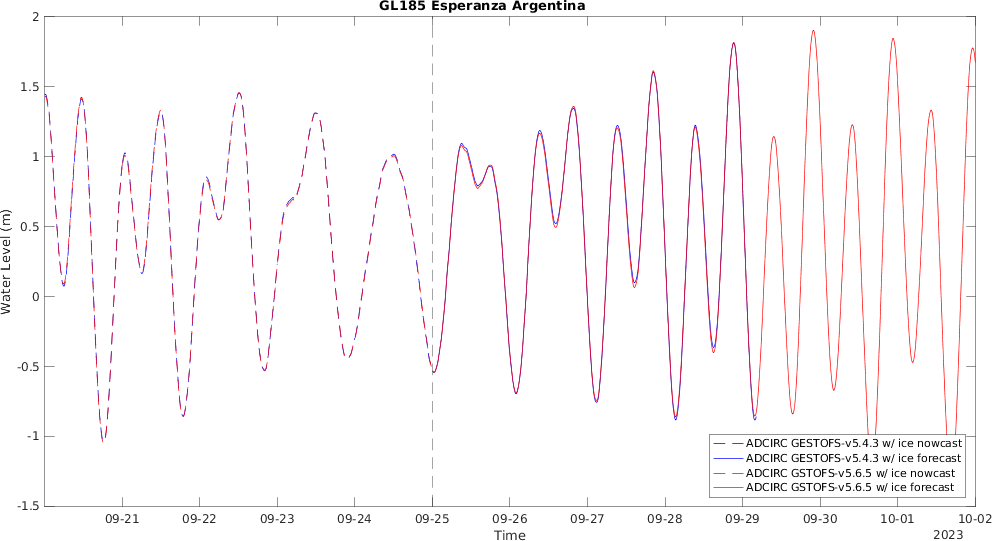 GL185 Esperanza Argentina
2
1.5
1
0.5
0
-0.5
-1
-1.5
Water Level (m)
ADCIRC GESTOFS-v5.4.3 w/ ice nowcast
ADCIRC GESTOFS-v5.4.3 w/ ice forecast
ADCIRC GSTOFS-v5.6.5 w/ ice nowcast
ADCIRC GSTOFS-v5.6.5 w/ ice forecast
09-21 09-22 09-23 09-24 09-25 09-26 09-27 09-28 09-29 09-30 10-01 10-02
Time
2023